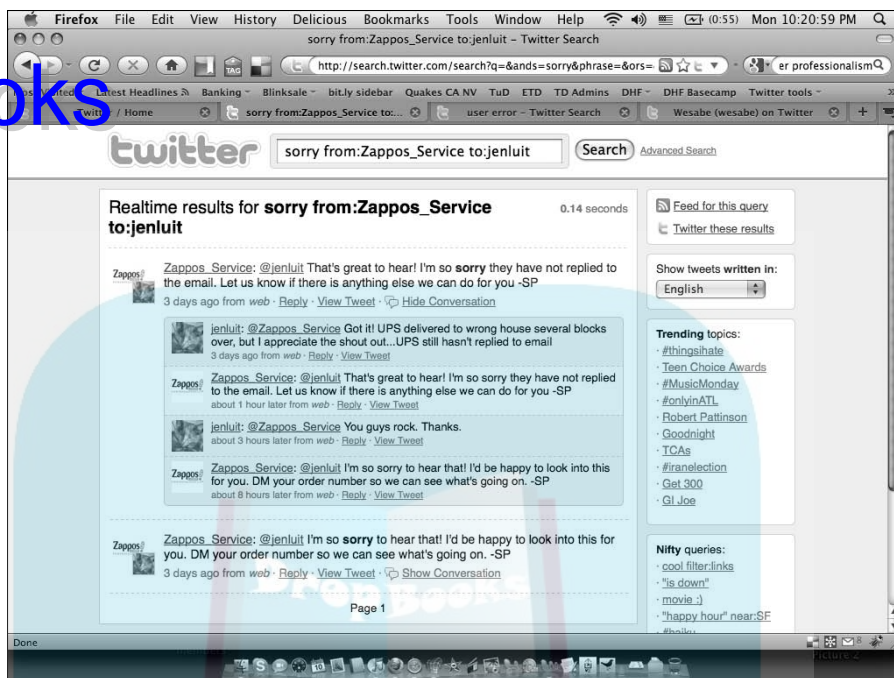 Firefox File Edit View History Delicious Bookmarks Tools Window Help (0:55) Mon 10:20:59 PM
sorry from:Zappos_Service to:jenluit – Twitter Search
TAG http://search.twitter.com/search?q=&ands=sorry&phrase=&ors= er professionalism
oks
Latest Headlines Banking Blinksale bit.ly sidebar Quakes CA NV TuD ETD TD Admins DHF DHF Basecamp Twitter tools
/ Home sorry from:Zappos_Service to:... user error – Twitter Search Wesabe (wesabe) on Twitter
twitter sorry from:Zappos_Service to:jenluit Search Advanced Search
Realtime results for sorry from:Zappos_Service to:jenluit 0.14 seconds
Zappos Zappos_Service: @jenluit That's great to hear! I'm so sorry they have not replied to
the email. Let us know if there is anything else we can do for you -SP
3 days ago from web · Reply · View Tweet · Hide Conversation
jenluit: @Zappos_Service Got it! UPS delivered to wrong house several blocks
over, but I appreciate the shout out...UPS still hasn't replied to email
3 days ago from web · Reply · View Tweet
Zappos Zappos_Service: @jenluit That's great to hear! I'm so sorry they have not replied
to the email. Let us know if there is anything else we can do for you -SP
about 1 hour later from web · Reply · View Tweet
jenluit: @Zappos_Service You guys rock. Thanks.
about 3 hours later from web · Reply · View Tweet
Zappos Zappos_Service: @jenluit I'm so sorry to hear that! I'd be happy to look into this
for you. DM your order number so we can see what's going on. -SP
about 8 hours later from web · Reply · View Tweet
Zappos Zappos_Service: @jenluit I'm so sorry to hear that! I'd be happy to look into this for
you. DM your order number so we can see what's going on. -SP
3 days ago from web · Reply · View Tweet · Show Conversation
DropBooks
Page 1
Feed for this query
Twitter these results
Show tweets written in:
English
Trending topics:
· #thingsihate
· Teen Choice Awards
· #MusicMonday
· #onlyinATL
· Robert Pattinson
· Goodnight
· TCAs
· #iranelection
· Get 300
· GI Joe
Nifty queries:
· cool filter:links
· "is down"
· movie :)
· "happy hour" near:SF
· #haiku
Done
Picture 2